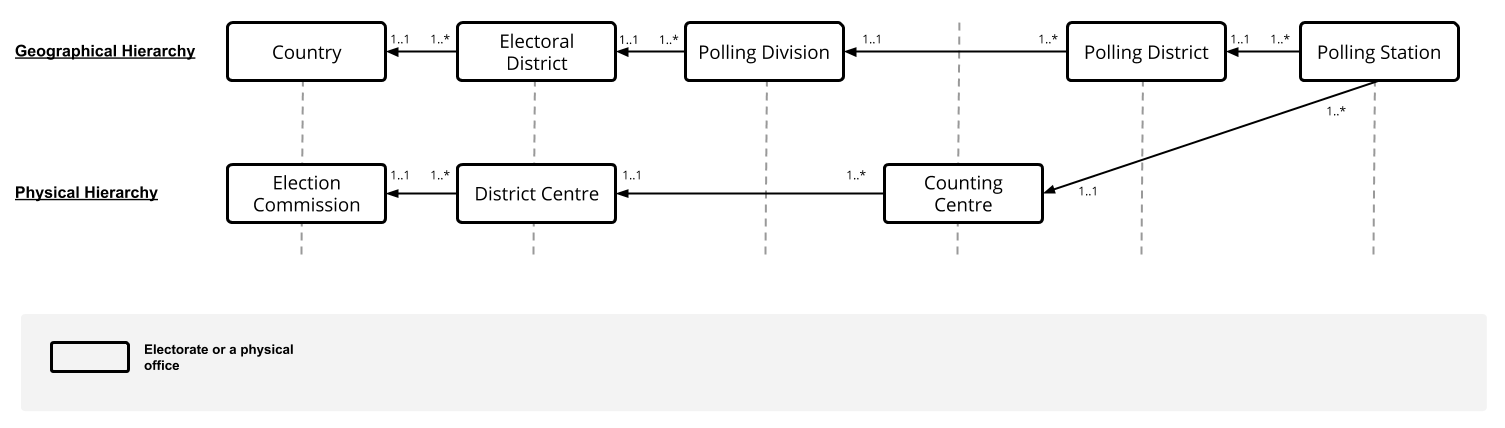 Geographical Hierarchy
Country
1..1
1..*
Electoral
District
1..1
1..*
Polling Division
1..1
1..*
Polling District
1..1
1..*
Polling Station
1..*
Physical Hierarchy
Election
Commission
1..1
1..*
District Centre
1..1
1..*
Counting
Centre
1..1
Electorate or a physical
office